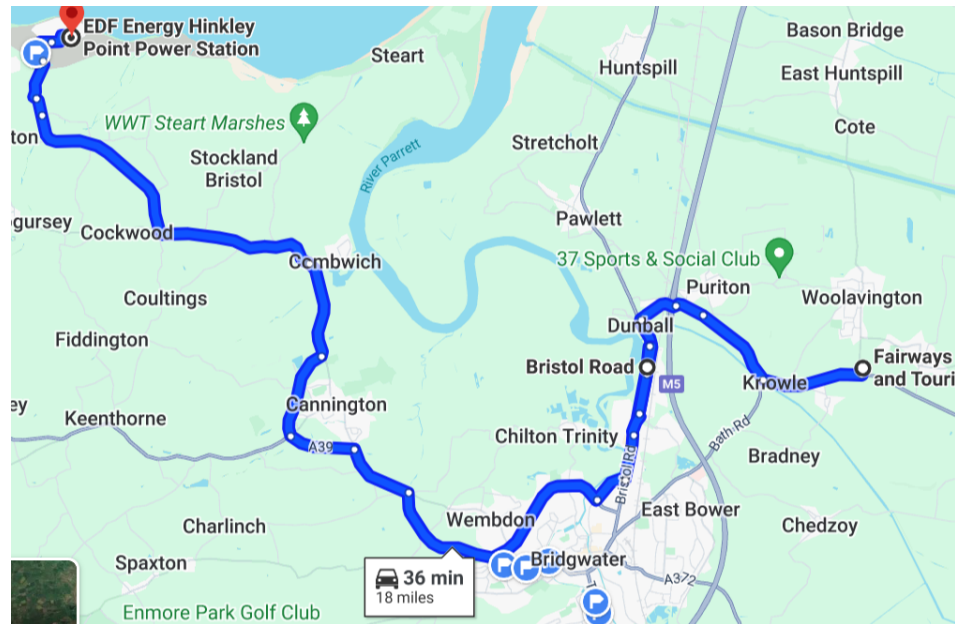 EDF Energy Hinkley
Point Power Station
Steart
Bason Bridge
Huntspill
East Huntspill
WWT Steart Marshes
Cote
ton
Stretcholt
Stockland
Bristol
River Parrett
Pawlett
gursey
Cockwood
37 Sports & Social Club
Combwich
Puriton
Coultings
Woolavington
Dunball
Fiddington
Bristol Road
Fairways
and Touri
M5
Knowle
ey
Cannington
Keenthorne
Chilton Trinity
Bath Rd
A39
Bristol Rd
Bradney
East Bower
Wembdon
Charlinch
Chedzoy
Spaxton
Bridgwater
36 min
18 miles
A372
T
Enmore Park Golf Club